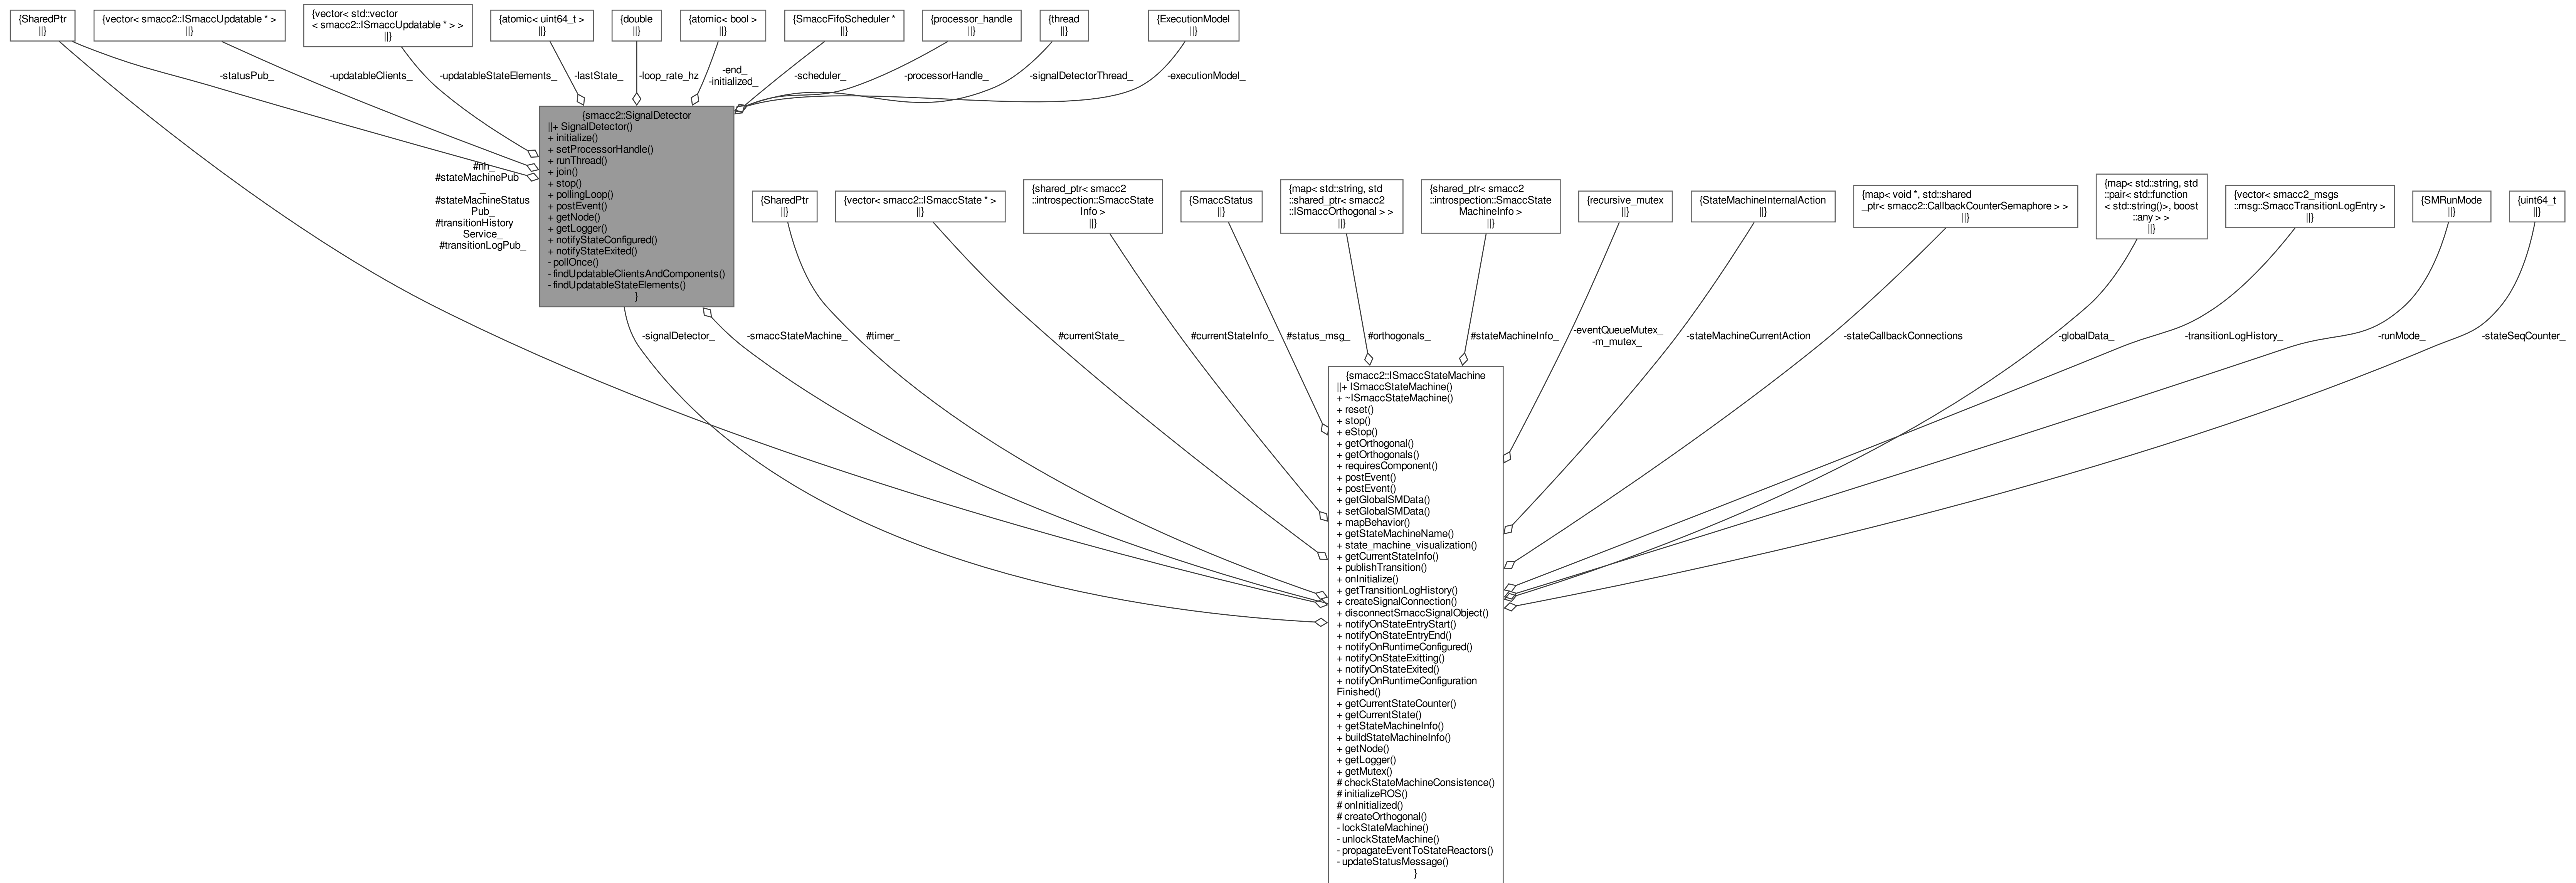 {SharedPtr
||}
{vector< smacc2::ISmaccUpdatable * >
||}
{vector< std::vector
< smacc2::ISmaccUpdatable * > >
||}
{atomic< uint64_t >
||}
{double
||}
{atomic< bool >
||}
{SmaccFifoScheduler *
||}
{processor_handle
||}
{thread
||}
{ExecutionModel
||}
-statusPub_
-updatableClients_
-updatableStateElements_
-lastState_
-loop_rate_hz
-end_
-initialized_
-scheduler_
-processorHandle_
-signalDetectorThread_
-executionModel_
{smacc2::SignalDetector
||+ SignalDetector()
+ initialize()
+ setProcessorHandle()
+ runThread()
+ join()
+ stop()
+ pollingLoop()
+ postEvent()
+ getNode()
+ getLogger()
+ notifyStateConfigured()
+ notifyStateExited()
- pollOnce()
- findUpdatableClientsAndComponents()
- findUpdatableStateElements()
}
#nh_
#stateMachinePub
_
#stateMachineStatus
Pub_
#transitionHistory
Service_
#transitionLogPub_
{SharedPtr
||}
{vector< smacc2::ISmaccState * >
||}
{shared_ptr< smacc2
::introspection::SmaccState
Info >
||}
{SmaccStatus
||}
{map< std::string, std
::shared_ptr< smacc2
::ISmaccOrthogonal > >
||}
{shared_ptr< smacc2
::introspection::SmaccState
MachineInfo >
||}
{recursive_mutex
||}
{StateMachineInternalAction
||}
{map< void *, std::shared
_ptr< smacc2::CallbackCounterSemaphore > >
||}
{map< std::string, std
::pair< std::function
< std::string()>, boost
::any > >
||}
{vector< smacc2_msgs
::msg::SmaccTransitionLogEntry >
||}
{SMRunMode
||}
{uint64_t
||}
-signalDetector_
-smaccStateMachine_
#timer_
#currentState_
#currentStateInfo_
#status_msg_
#orthogonals_
#stateMachineInfo_
-eventQueueMutex_
-m_mutex_
-stateMachineCurrentAction
-stateCallbackConnections
-globalData_
-transitionLogHistory_
-runMode_
-stateSeqCounter_
{smacc2::ISmaccStateMachine
||+ ISmaccStateMachine()
+ ~ISmaccStateMachine()
+ reset()
+ stop()
+ eStop()
+ getOrthogonal()
+ getOrthogonals()
+ requiresComponent()
+ postEvent()
+ postEvent()
+ getGlobalSMData()
+ setGlobalSMData()
+ mapBehavior()
+ getStateMachineName()
+ state_machine_visualization()
+ getCurrentStateInfo()
+ publishTransition()
+ onInitialize()
+ getTransitionLogHistory()
+ createSignalConnection()
+ disconnectSmaccSignalObject()
+ notifyOnStateEntryStart()
+ notifyOnStateEntryEnd()
+ notifyOnRuntimeConfigured()
+ notifyOnStateExitting()
+ notifyOnStateExited()
+ notifyOnRuntimeConfiguration
Finished()
+ getCurrentStateCounter()
+ getCurrentState()
+ getStateMachineInfo()
+ buildStateMachineInfo()
+ getNode()
+ getLogger()
+ getMutex()
# checkStateMachineConsistence()
# initializeROS()
# onInitialized()
# createOrthogonal()
- lockStateMachine()
- unlockStateMachine()
- propagateEventToStateReactors()
- updateStatusMessage()
}